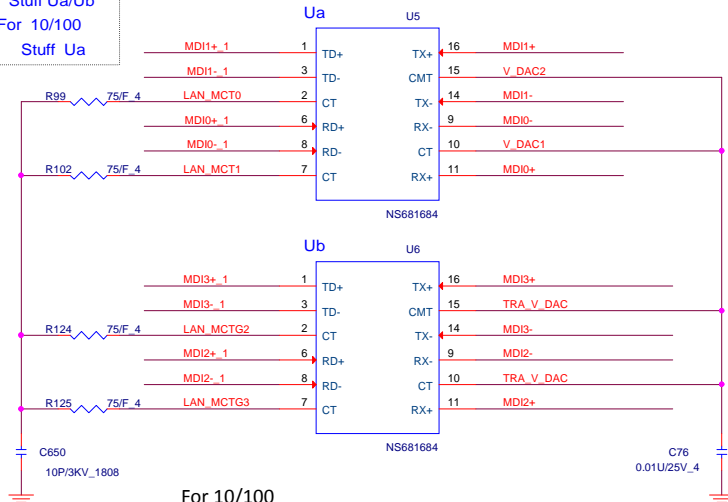 Stuff Ua/Ub
For 10/100
Stuff Ua
Ua U5
MDI1+_1 1 TD+ TX+ 16 MDI1+
MDI1-_1 3 TD- CMT 15 V_DAC2
R99 75/F_4 LAN_MCT0 2 CT TX- 14 MDI1-
MDI0+_1 6 RD+ RX- 9 MDI0-
MDI0-_1 8 RD- CT 10 V_DAC1
R102 75/F_4 LAN_MCT1 7 CT RX+ 11 MDI0+
NS681684
Ub U6
MDI3+_1 1 TD+ TX+ 16 MDI3+
MDI3-_1 3 TD- CMT 15 TRA_V_DAC
R124 75/F_4 LAN_MCTG2 2 CT TX- 14 MDI3-
MDI2+_1 6 RD+ RX- 9 MDI2-
MDI2-_1 8 RD- CT 10 TRA_V_DAC
R125 75/F_4 LAN_MCTG3 7 CT RX+ 11 MDI2+
NS681684
C650 C76
10P/3KV_1808 0.01U/25V_4
For 10/100